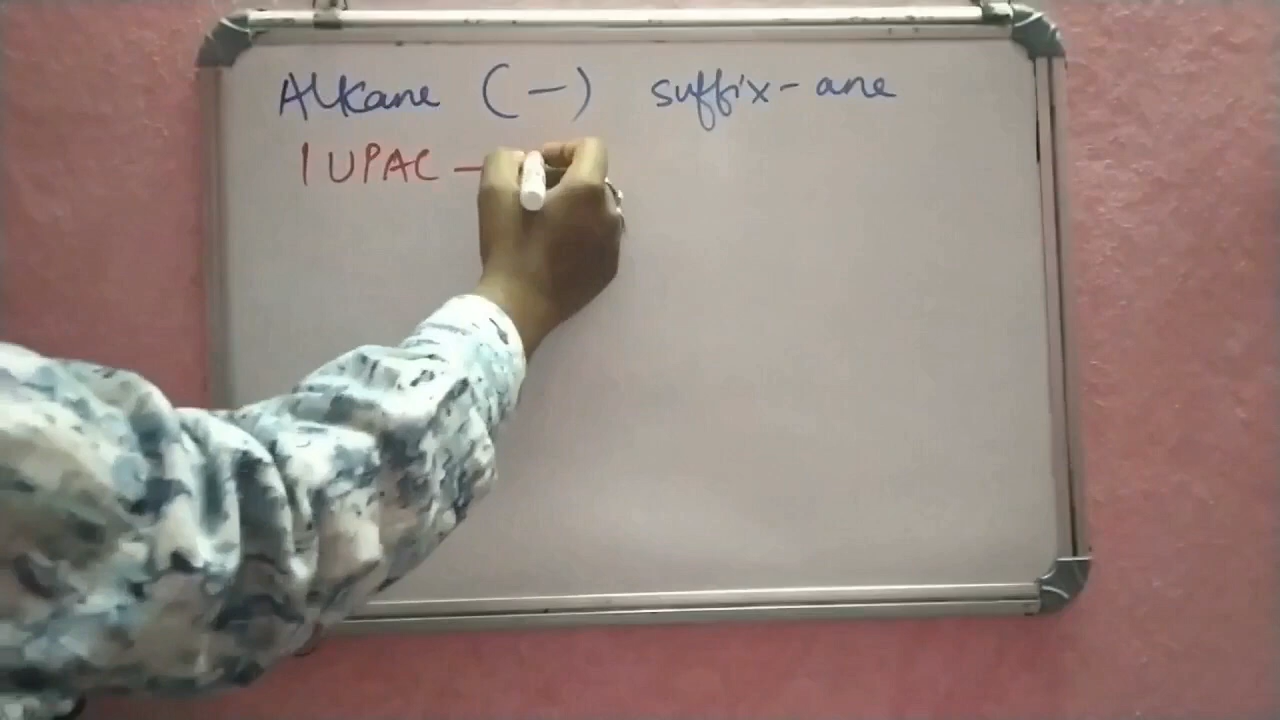 Alkane (-) suffix - ane
IUPAC -